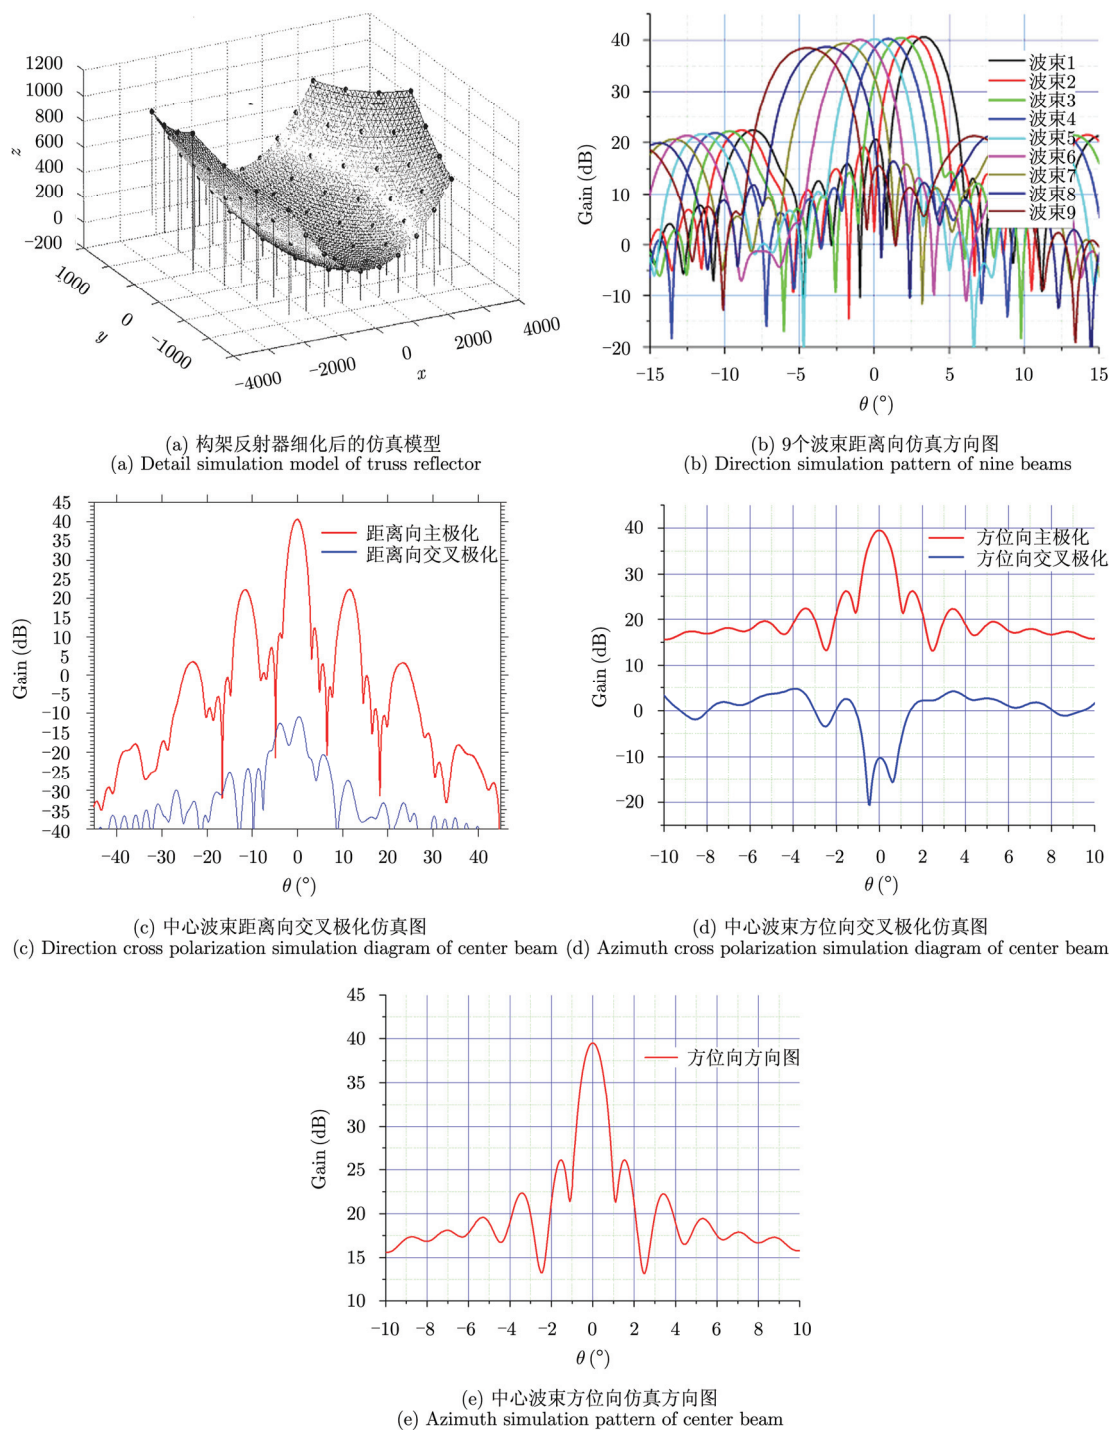 1200
1000
800
600
400
200
0
−200
z
1000
0
−1000
y
−4000
−2000
0
2000
4000
x
(a) 构架反射器细化后的仿真模型
(a) Detail simulation model of truss reflector
40
30
20
10
0
−10
−20
Gain (dB)
波束1
波束2
波束3
波束4
波束5
波束6
波束7
波束8
波束9
−15 −10 −5 0 5 10 15
θ (°)
(b) 9个波束距离向仿真方向图
(b) Direction simulation pattern of nine beams
45
40
35
30
25
20
15
10
5
0
−5
−10
−15
−20
−25
−30
−35
−40
Gain (dB)
距离向主极化
距离向交叉极化
−40 −30 −20 −10 0 10 20 30 40
θ (°)
(c) 中心波束距离向交叉极化仿真图
(c) Direction cross polarization simulation diagram of center beam
40
30
20
10
0
−10
−20
Gain (dB)
方位向主极化
方位向交叉极化
−10 −8 −6 −4 −2 0 2 4 6 8 10
θ (°)
(d) 中心波束方位向交叉极化仿真图
(d) Azimuth cross polarization simulation diagram of center beam
45
40
35
30
25
20
15
10
Gain (dB)
方位向方向图
−10 −8 −6 −4 −2 0 2 4 6 8 10
θ (°)
(e) 中心波束方位向仿真方向图
(e) Azimuth simulation pattern of center beam